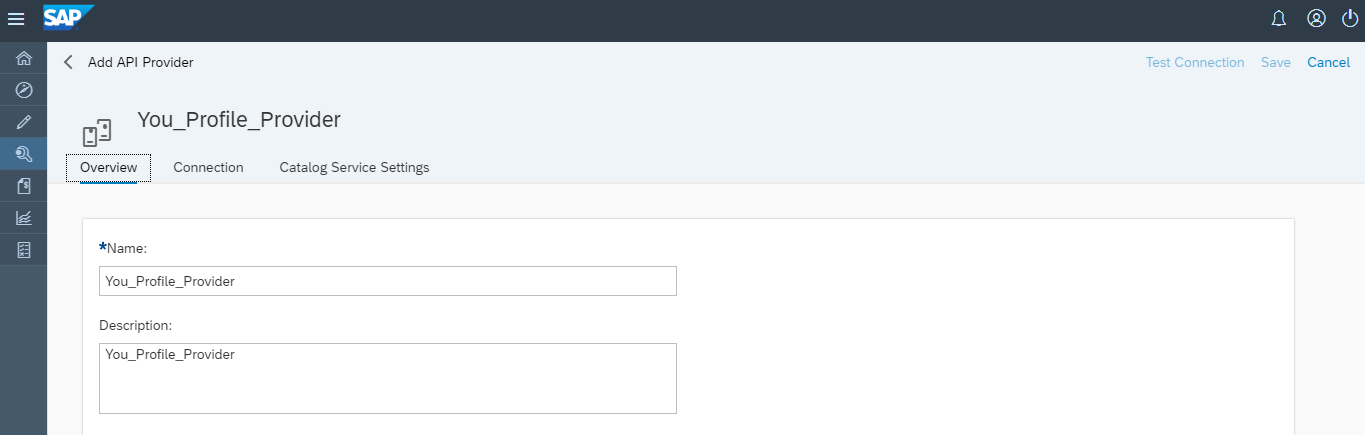 SAP
Add API Provider
Test Connection Save Cancel
You_Profile_Provider
Overview Connection Catalog Service Settings
*Name:
You_Profile_Provider
Description:
You_Profile_Provider